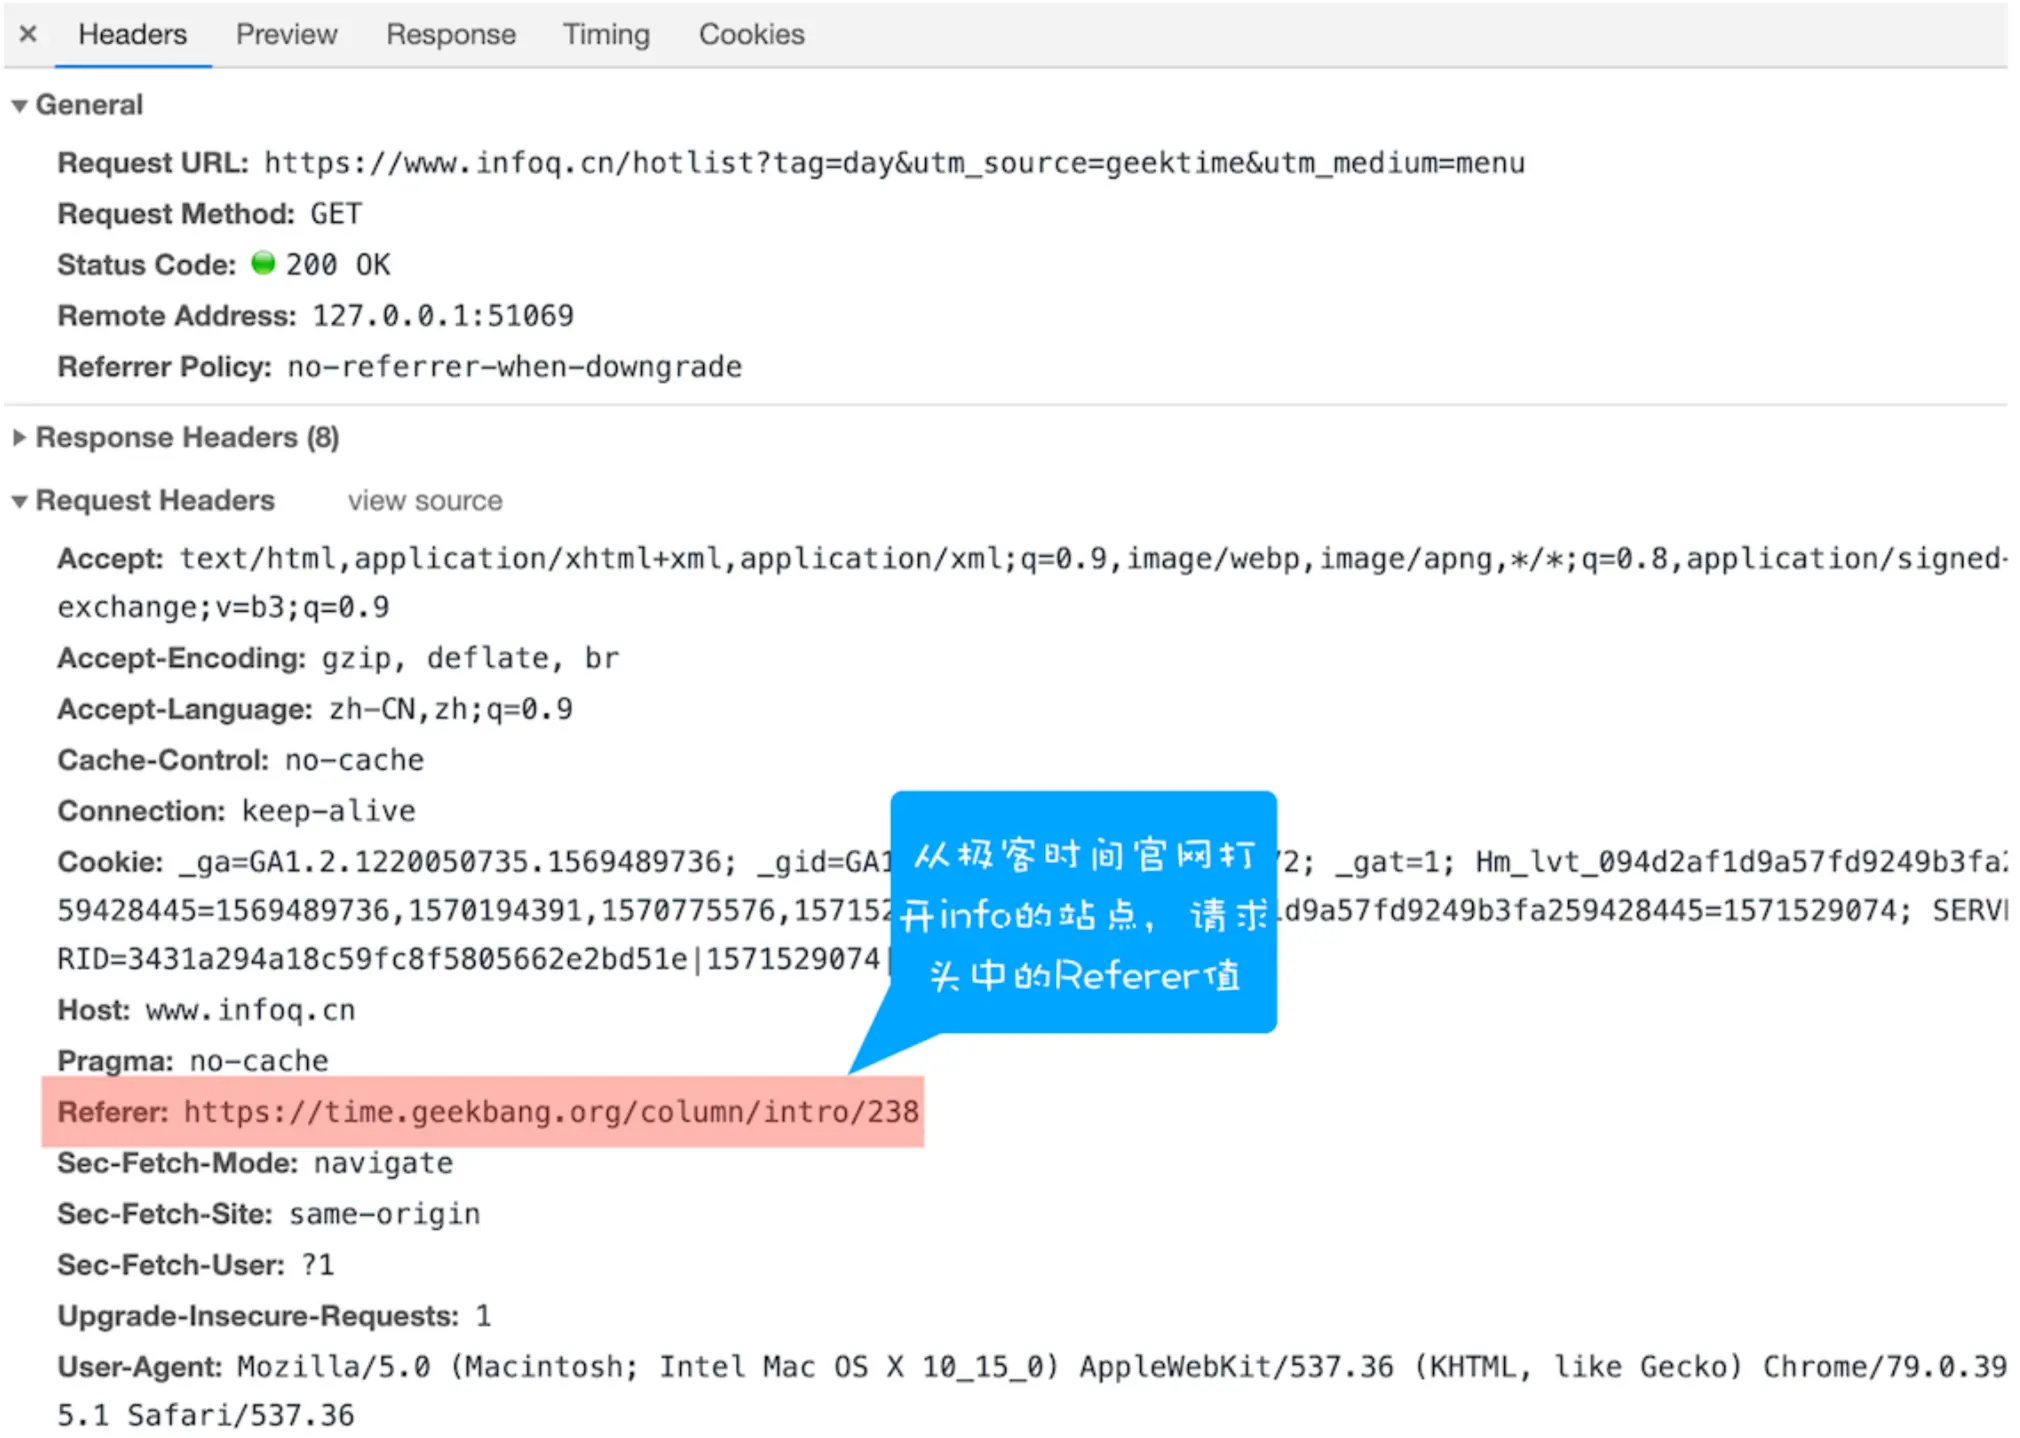 × Headers Preview Response Timing Cookies
▼ General
Request URL: https://www.infoq.cn/hotlist?tag=day&utm_source=geektime&utm_medium=menu
Request Method: GET
Status Code: 200 OK
Remote Address: 127.0.0.1:51069
Referrer Policy: no-referrer-when-downgrade
▶ Response Headers (8)
▼ Request Headers view source
Accept: text/html,application/xhtml+xml,application/xml;q=0.9,image/webp,image/apng,*/*;q=0.8,application/signed-
exchange;v=b3;q=0.9
Accept-Encoding: gzip, deflate, br
Accept-Language: zh-CN,zh;q=0.9
Cache-Control: no-cache
Connection: keep-alive
Cookie: _ga=GA1.2.1220050735.1569489736; _gid=GA1 2; _gat=1; Hm_lvt_094d2af1d9a57fd9249b3fa2
59428445=1569489736,1570194391,1570775576,157152 d9a57fd9249b3fa259428445=1571529074; SERVE
RID=3431a294a18c59fc8f5805662e2bd51e|1571529074|
从极客时间官网打
开info的站点，请求
头中的Referer值
Host: www.infoq.cn
Pragma: no-cache
Referer: https://time.geekbang.org/column/intro/238
Sec-Fetch-Mode: navigate
Sec-Fetch-Site: same-origin
Sec-Fetch-User: ?1
Upgrade-Insecure-Requests: 1
User-Agent: Mozilla/5.0 (Macintosh; Intel Mac OS X 10_15_0) AppleWebKit/537.36 (KHTML, like Gecko) Chrome/79.0.39
5.1 Safari/537.36